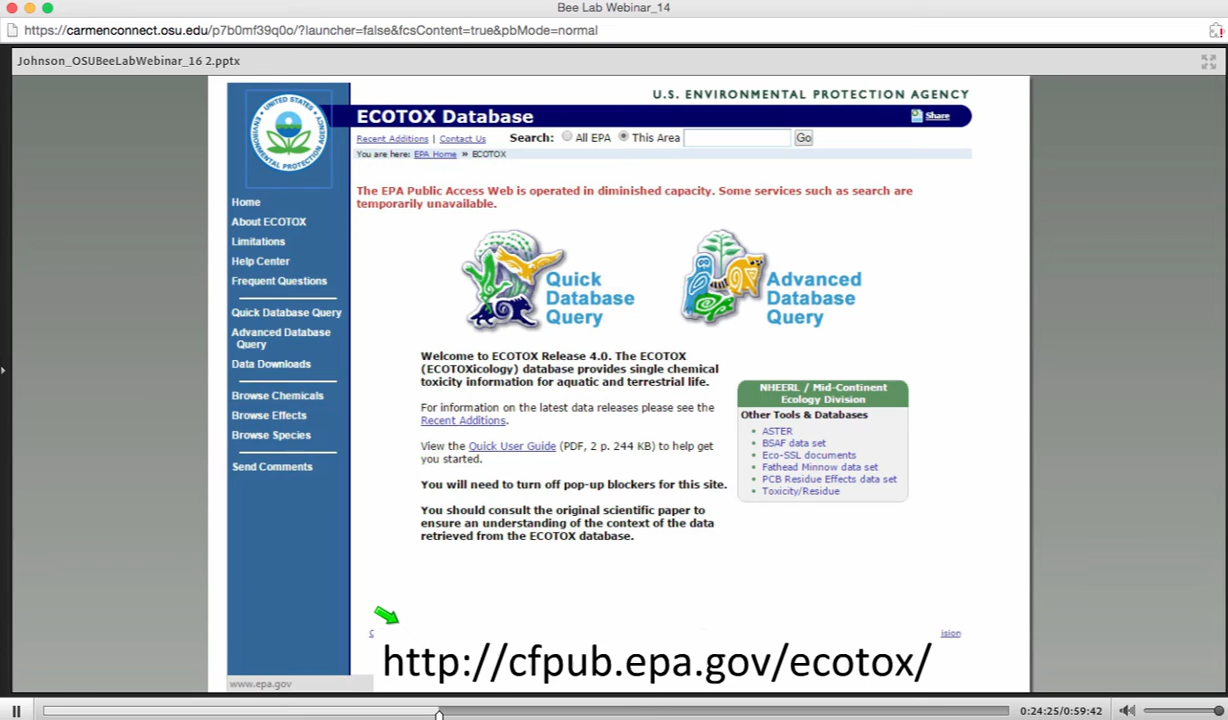 Bee Lab Webinar_14
https://carmenconnect.osu.edu/p7b0mf39q0o/?launcher=false&fcsContent=true&pbMode=normal
Johnson_OSUBeeLabWebinar_16 2.pptx
U.S. ENVIRONMENTAL PROTECTION AGENCY
UNITED STATES
ENVIRONMENTAL PROTECTION AGENCY
ECOTOX Database
Share
Recent Additions | Contact Us
Search: All EPA This Area Go
You are here: EPA Home » ECOTOX
The EPA Public Access Web is operated in diminished capacity. Some services such as search are
temporarily unavailable.
Home
About ECOTOX
Limitations
Help Center
Frequent Questions
Quick Database Query
Advanced Database
Query
Data Downloads
Browse Chemicals
Browse Effects
Browse Species
Send Comments
Quick
Database
Query
Advanced
Database
Query
Welcome to ECOTOX Release 4.0. The ECOTOX
(ECOTOXicology) database provides single chemical
toxicity information for aquatic and terrestrial life.
For information on the latest data releases please see the
Recent Additions.
View the Quick User Guide (PDF, 2 p. 244 KB) to help get
you started.
You will need to turn off pop-up blockers for this site.
You should consult the original scientific paper to
ensure an understanding of the context of the data
retrieved from the ECOTOX database.
NHEERL / Mid-Continent
Ecology Division
Other Tools & Databases
ASTER
BSAF data set
Eco-SSL documents
Fathead Minnow data set
PCB Residue Effects data set
Toxicity/Residue
ision
http://cfpub.epa.gov/ecotox/
www.epa.gov
0:24:25/0:59:42